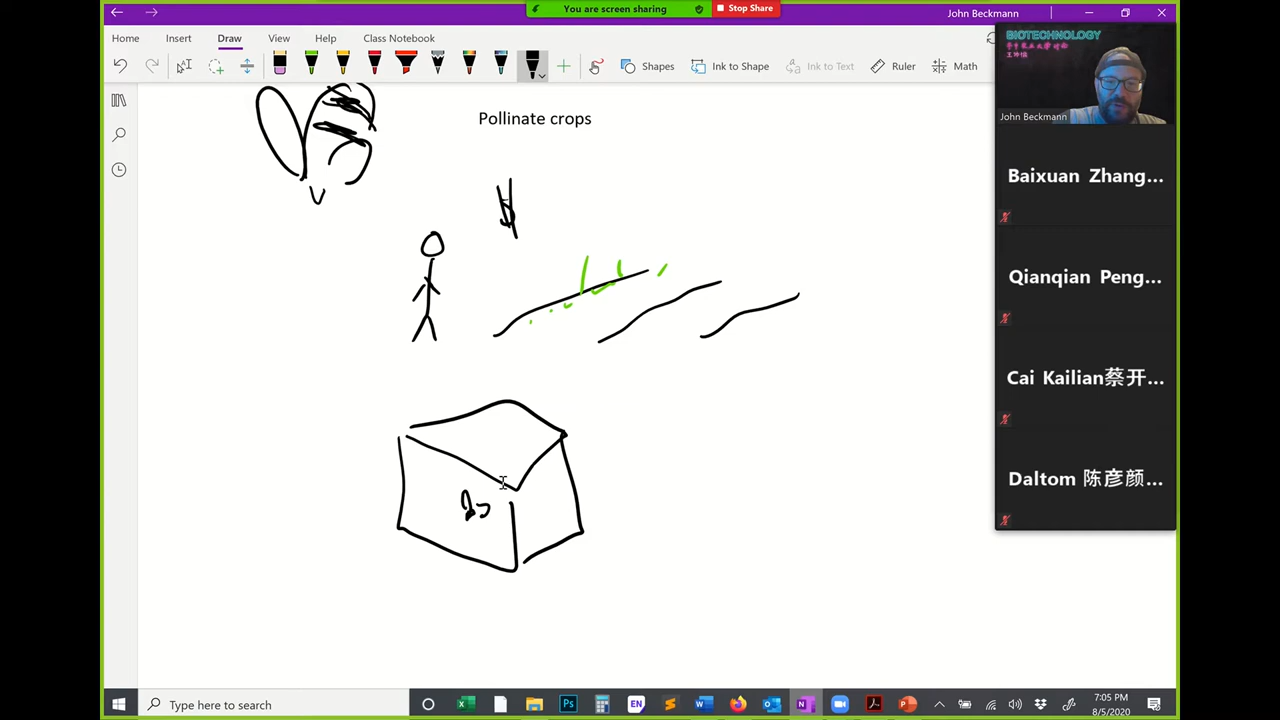 You are screen sharing Stop Share
John Beckmann
Home Insert Draw View Help Class Notebook
Shapes Ink to Shape Ink to Text Ruler Math
BIOTECHNOLOGY
John Beckmann
Pollinate crops
$
Baixuan Zhang...
Qianqian Peng...
Cai Kailian蔡开...
Daltom 陈彦颜...
Type here to search
Ps
EN
7:05 PM
8/5/2020